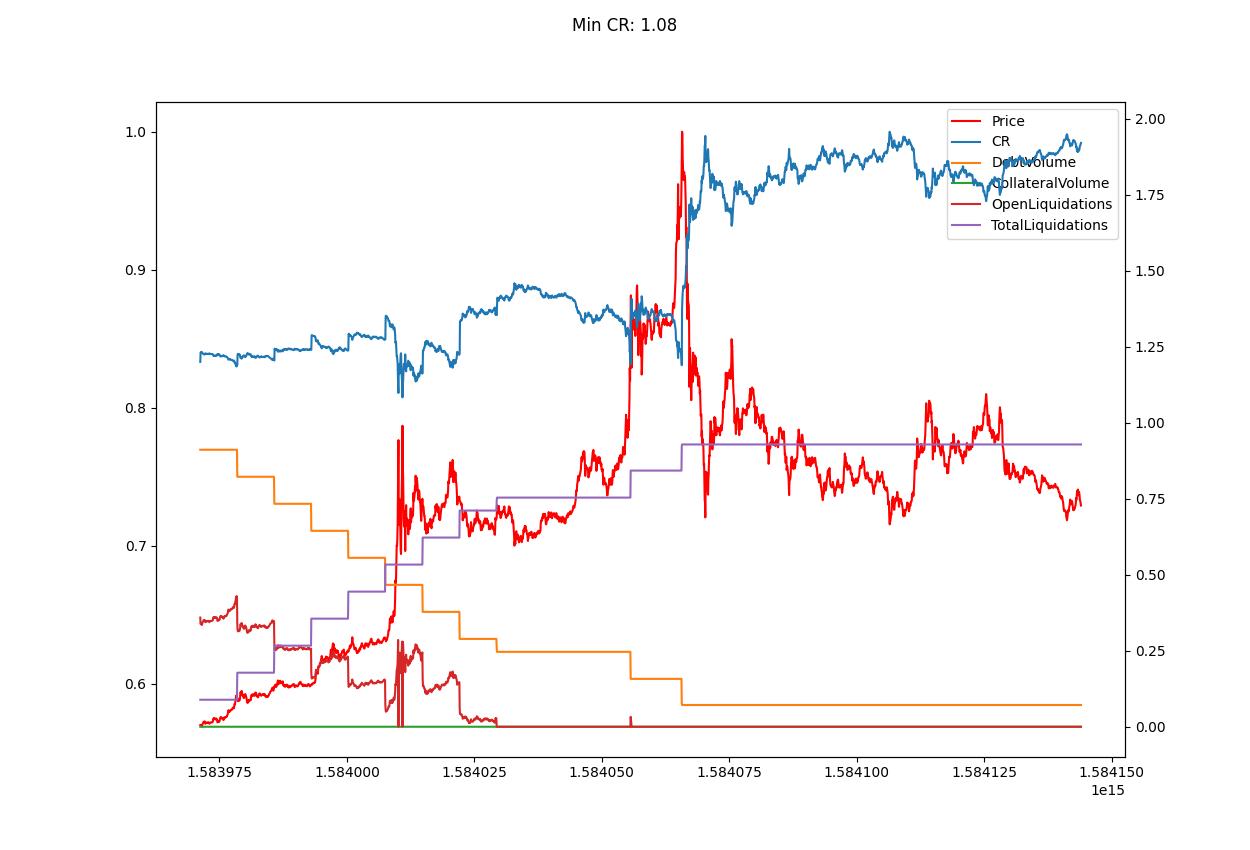 Min CR: 1.08
1.0
0.9
0.8
0.7
0.6
2.00
1.75
1.50
1.25
1.00
0.75
0.50
0.25
0.00
Price
CR
DebtVolume
CollateralVolume
OpenLiquidations
TotalLiquidations
1.583975 1.584000 1.584025 1.584050 1.584075 1.584100 1.584125 1.584150
1e15